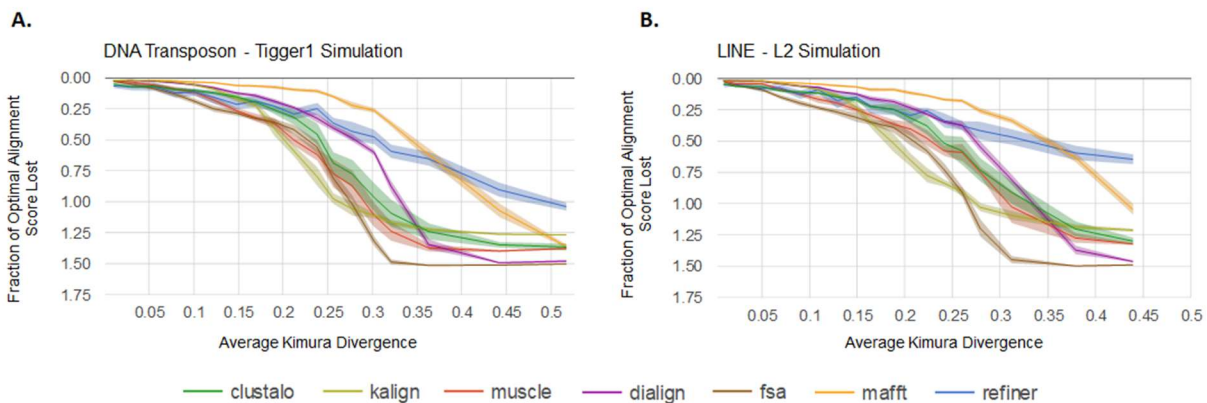 A.
DNA Transposon - Tigger1 Simulation
Fraction of Optimal Alignment
Score Lost
0.00
0.25
0.50
0.75
1.00
1.25
1.50
1.75
0.05 0.1 0.15 0.2 0.25 0.3 0.35 0.4 0.45 0.5
Average Kimura Divergence
B.
LINE - L2 Simulation
Fraction of Optimal Alignment
Score Lost
0.00
0.25
0.50
0.75
1.00
1.25
1.50
1.75
0.05 0.1 0.15 0.2 0.25 0.3 0.35 0.4 0.45 0.5
Average Kimura Divergence
clustalo kalign muscle dialign fsa mafft refiner